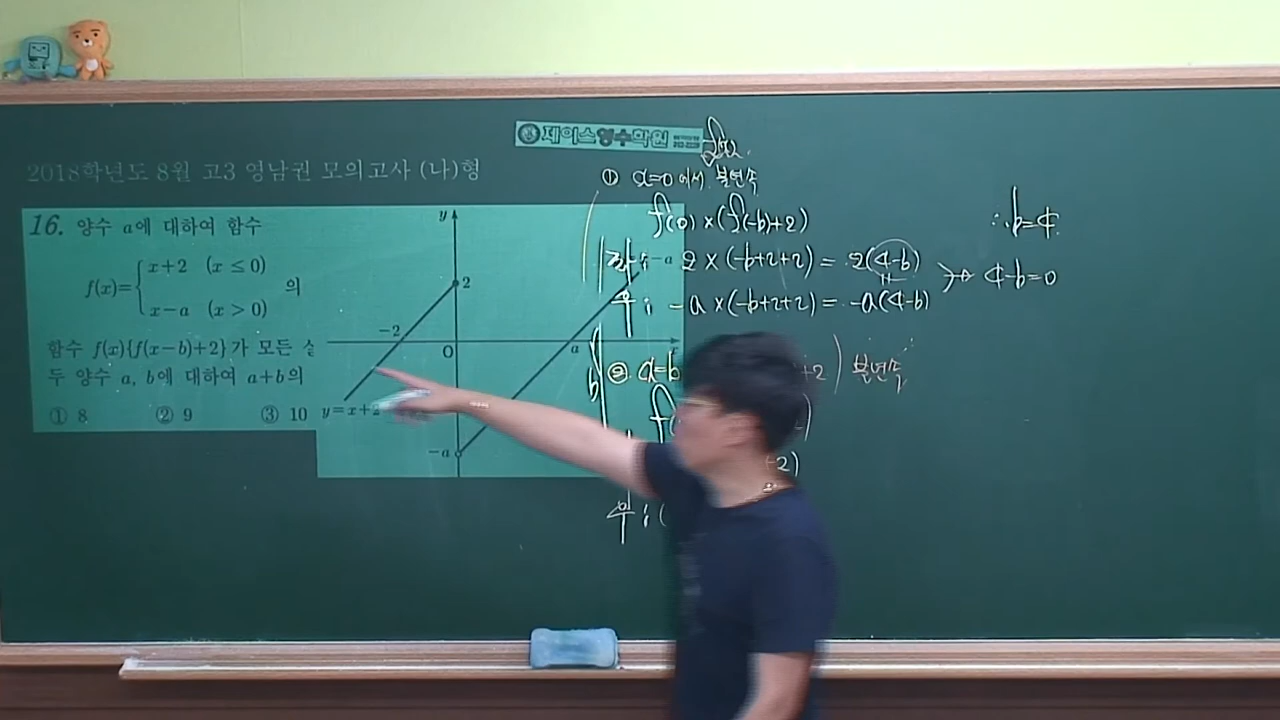 제이스영수학원
2018학년도 8월 고3 영남권 모의고사 (나)형
16. 양수 a에 대하여 함수
f(x)={x+2 (x ≤ 0)
x−a (x > 0)
의
함수 f(x){f(x−b)+2}가 모든 실
두 양수 a, b에 대하여 a+b의
① 8 ② 9 ③ 10
y
2
−2
O
a
x
−a
y=x+2
−a
① x=0에서 불연속
f(0)×(f(-b)+2)
좌: 2×(-b+2+2)=2(4-b)
우: -a×(-b+2+2)=-a(4-b)
4-b=0
∴b=4
② x=b
+2) 불연속
+2)
우:(